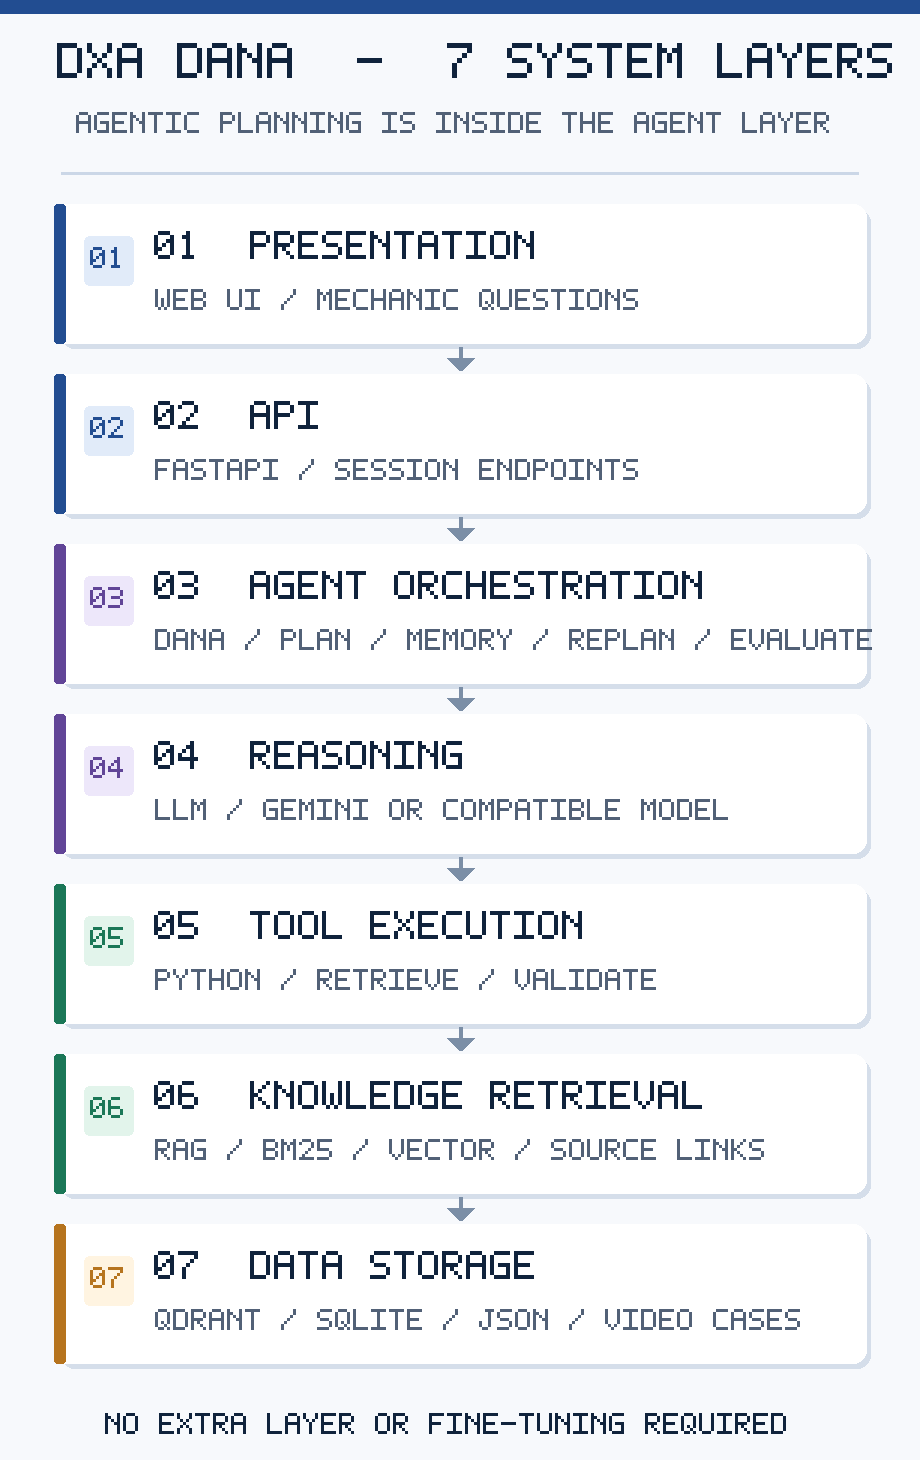 DXA DANA – 7 SYSTEM LAYERS
AGENTIC PLANNING IS INSIDE THE AGENT LAYER
01
01 PRESENTATION
WEB UI / MECHANIC QUESTIONS
02
02 API
FASTAPI / SESSION ENDPOINTS
03
03 AGENT ORCHESTRATION
DANA / PLAN / MEMORY / REPLAN / EVALUATE
04
04 REASONING
LLM / GEMINI OR COMPATIBLE MODEL
05
05 TOOL EXECUTION
PYTHON / RETRIEVE / VALIDATE
06
06 KNOWLEDGE RETRIEVAL
RAG / BM25 / VECTOR / SOURCE LINKS
07
07 DATA STORAGE
QDRANT / SQLITE / JSON / VIDEO CASES
NO EXTRA LAYER OR FINE-TUNING REQUIRED